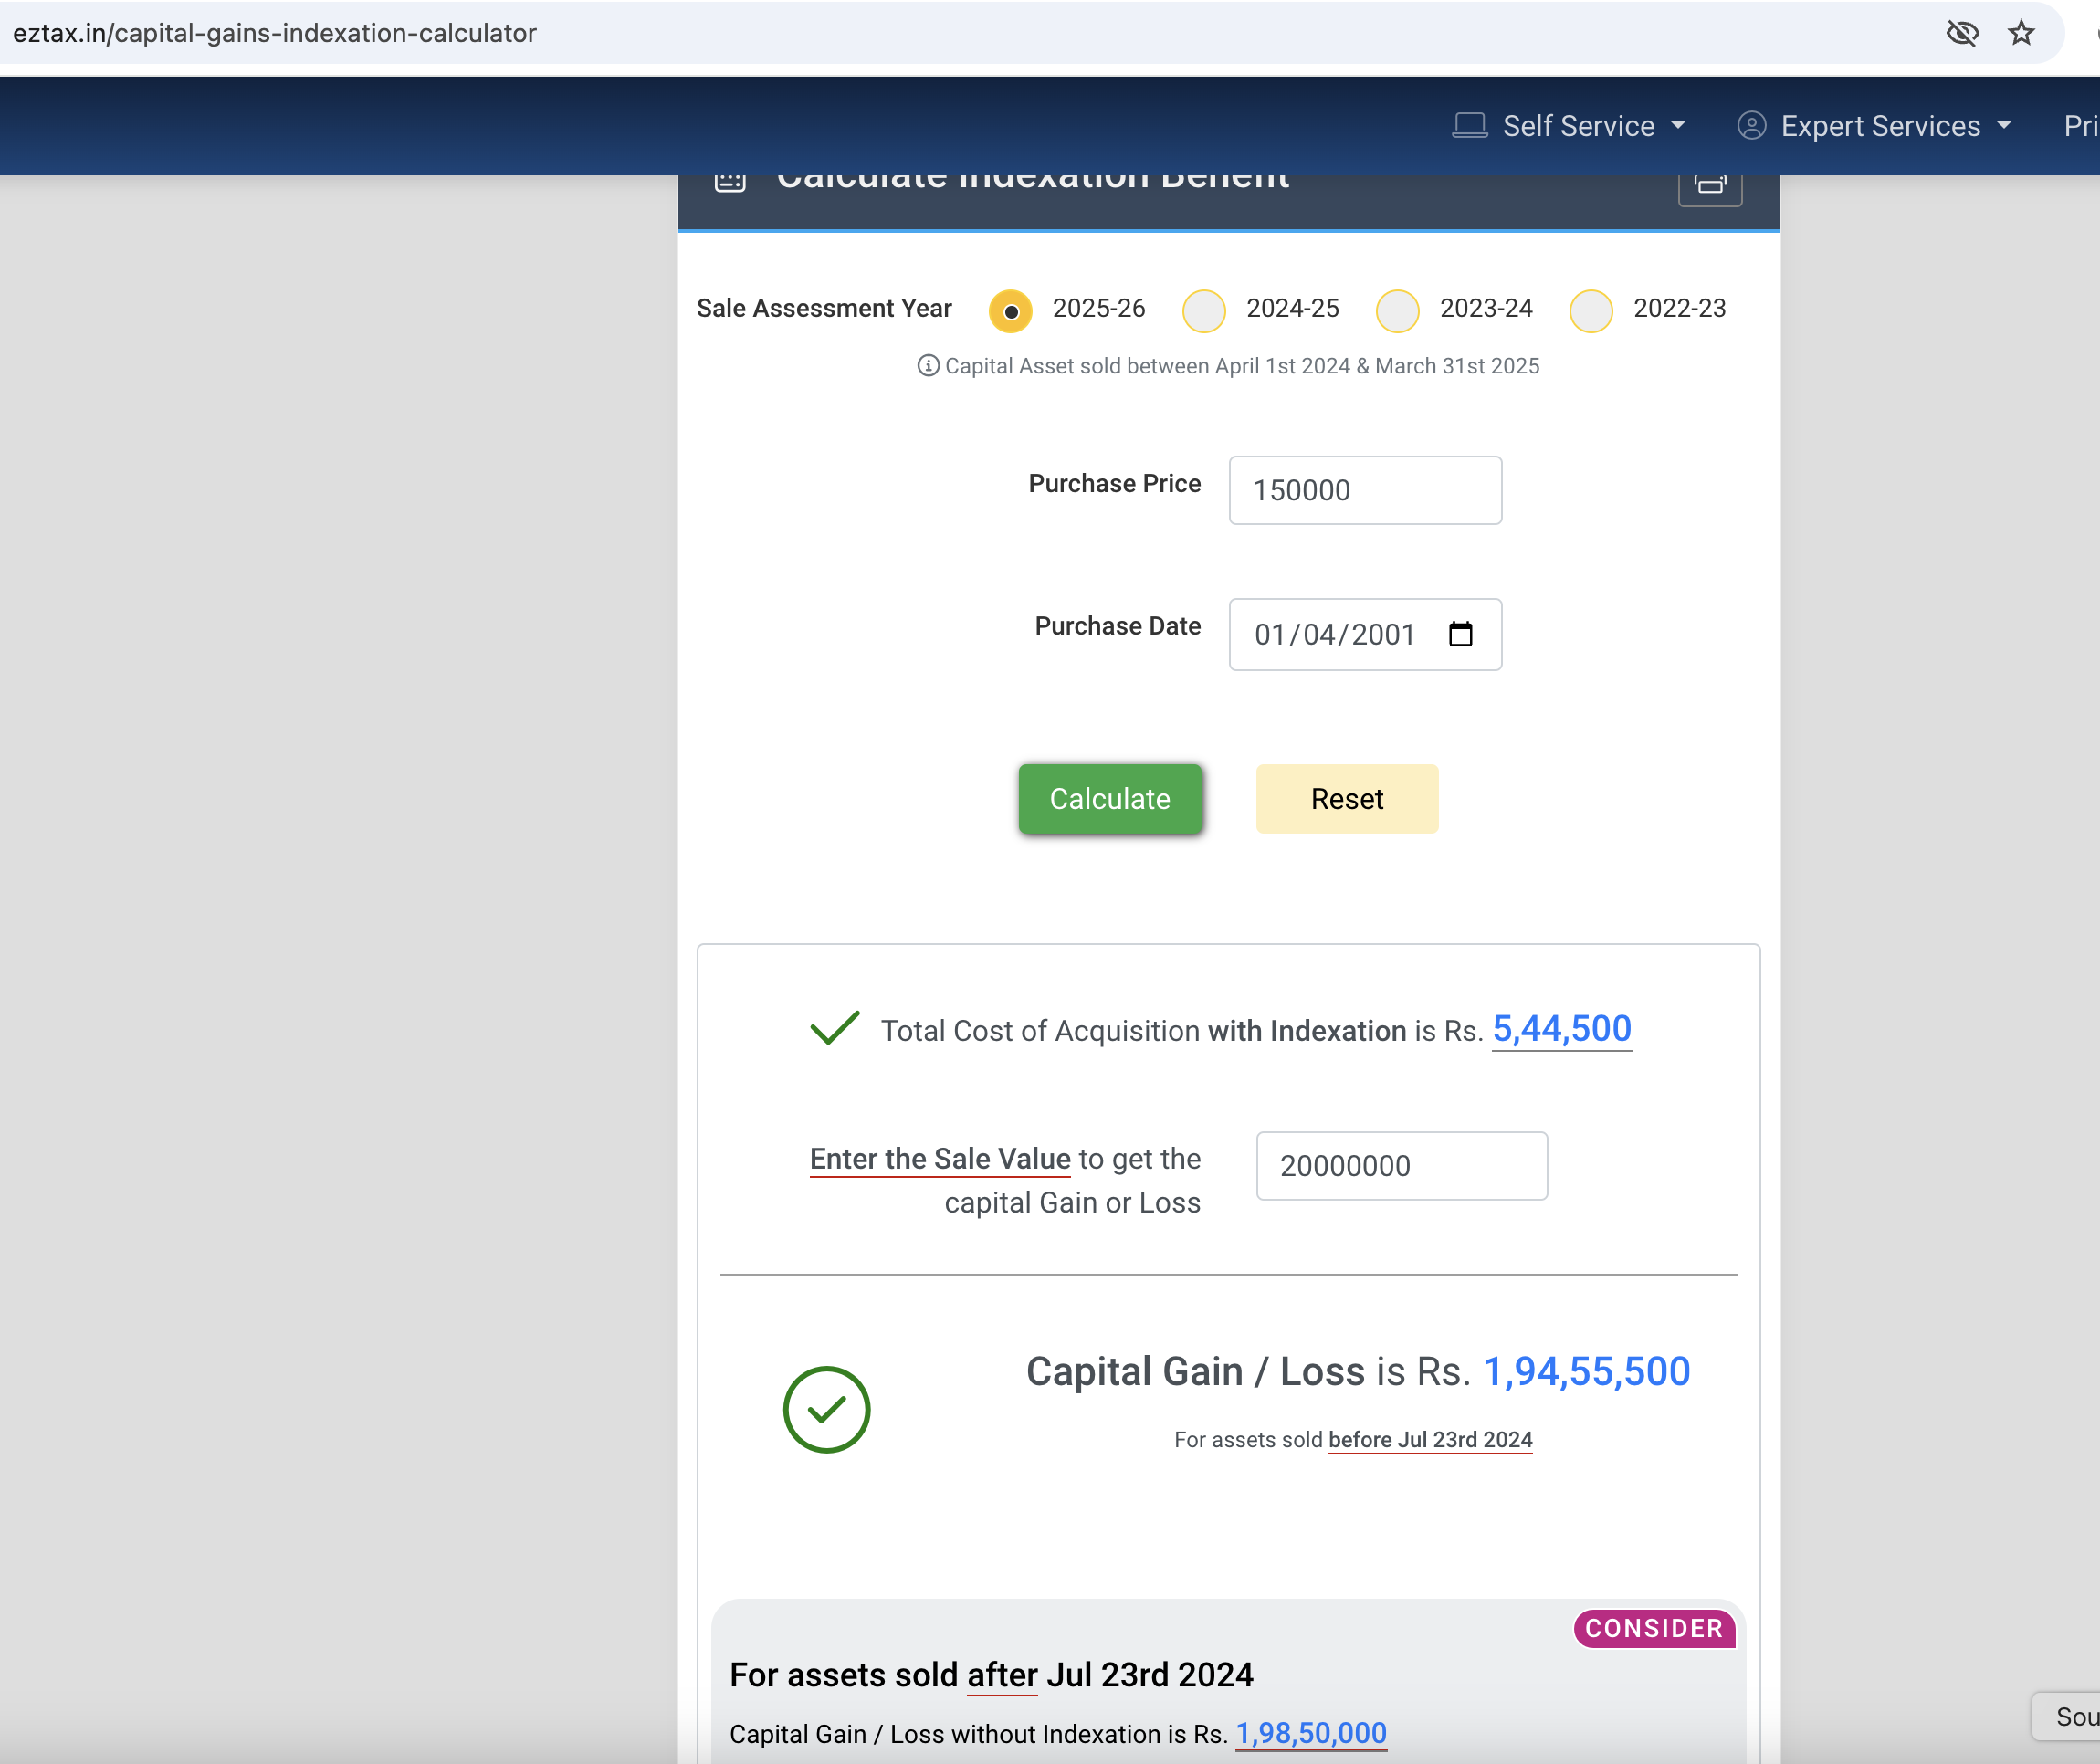 eztax.in/capital-gains-indexation-calculator
Self Service
Expert Services
Calculate Indexation Benefit
Sale Assessment Year 2025-26 2024-25 2023-24 2022-23
Capital Asset sold between April 1st 2024 & March 31st 2025
Purchase Price 150000
Purchase Date 01/04/2001
Calculate Reset
Total Cost of Acquisition with Indexation is Rs. 5,44,500
Enter the Sale Value to get the
capital Gain or Loss
20000000
Capital Gain / Loss is Rs. 1,94,55,500
For assets sold before Jul 23rd 2024
CONSIDER
For assets sold after Jul 23rd 2024
Capital Gain / Loss without Indexation is Rs. 1,98,50,000